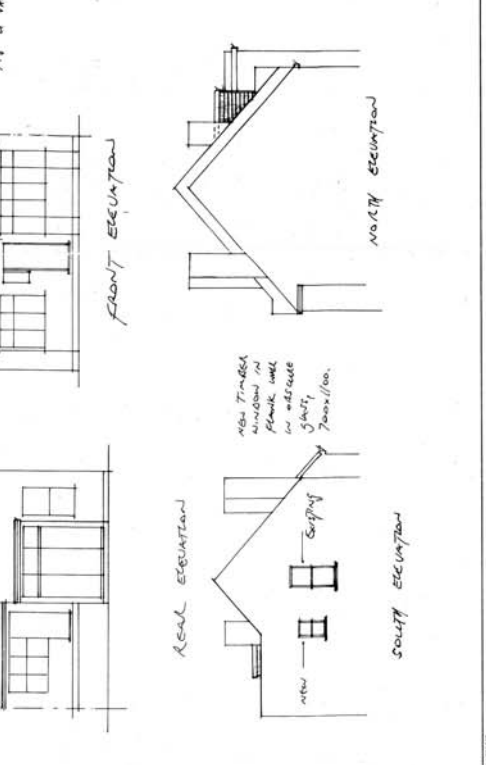 FRONT ELEVATION
NORTH ELEVATION
REAR ELEVATION
NEW TIMBER
WINDOW IN
FLANK WALL
IN OBSCURE
GLASS,
700x1100.
EXISTING
NEW
SOUTH ELEVATION